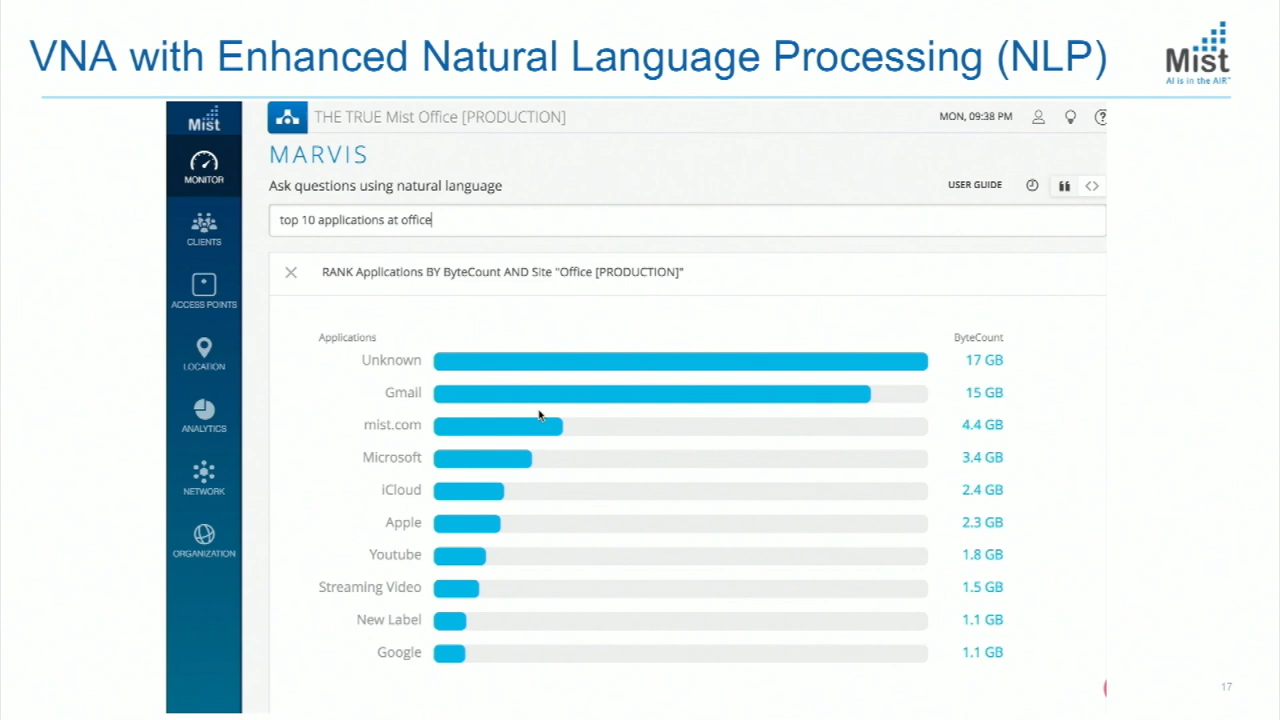 VNA with Enhanced Natural Language Processing (NLP)
Mist
AI is in the AIR™
Mist
THE TRUE Mist Office [PRODUCTION]
MON, 09:38 PM
MARVIS
Ask questions using natural language
USER GUIDE
top 10 applications at office
RANK Applications BY ByteCount AND Site "Office [PRODUCTION]"
MONITOR
CLIENTS
ACCESS POINTS
LOCATION
ANALYTICS
NETWORK
ORGANIZATION
Applications ByteCount
Unknown 17 GB
Gmail 15 GB
mist.com 4.4 GB
Microsoft 3.4 GB
iCloud 2.4 GB
Apple 2.3 GB
Youtube 1.8 GB
Streaming Video 1.5 GB
New Label 1.1 GB
Google 1.1 GB
17